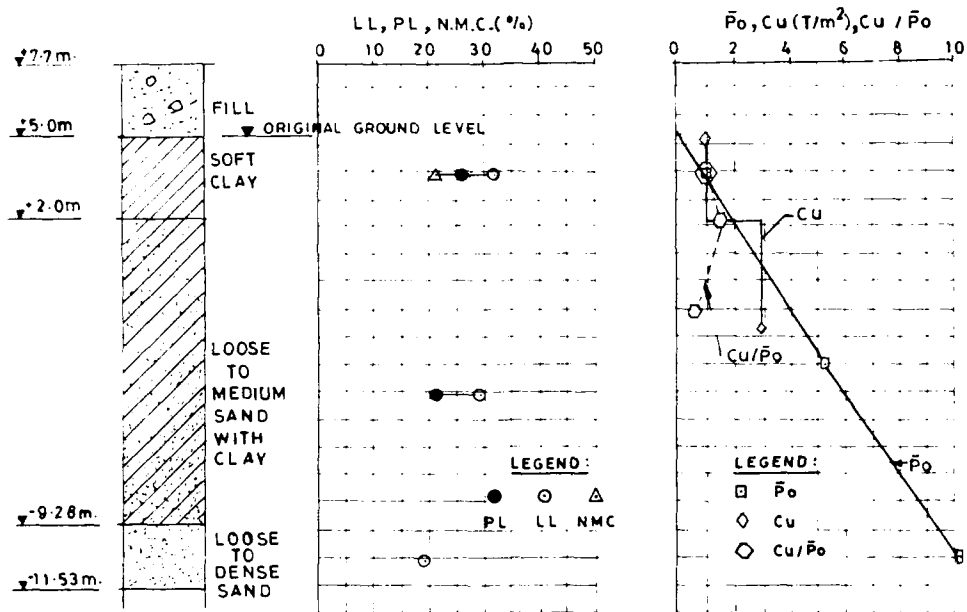 LL, PL, N.M.C.(%)
0 10 20 30 40 50
P̄o, Cu (T/m²), Cu / P̄o
0 2 4 6 8 10
+7.7m.
FILL
+5.0m
ORIGINAL GROUND LEVEL
SOFT
CLAY
+2.0m
LOOSE
TO
MEDIUM
SAND
WITH
CLAY
-9.28m.
LOOSE
TO
DENSE
SAND
-11.53m.
LEGEND:
PL LL NMC
Cu
Cu/P̄o
P̄o
LEGEND:
P̄o
Cu
Cu/P̄o